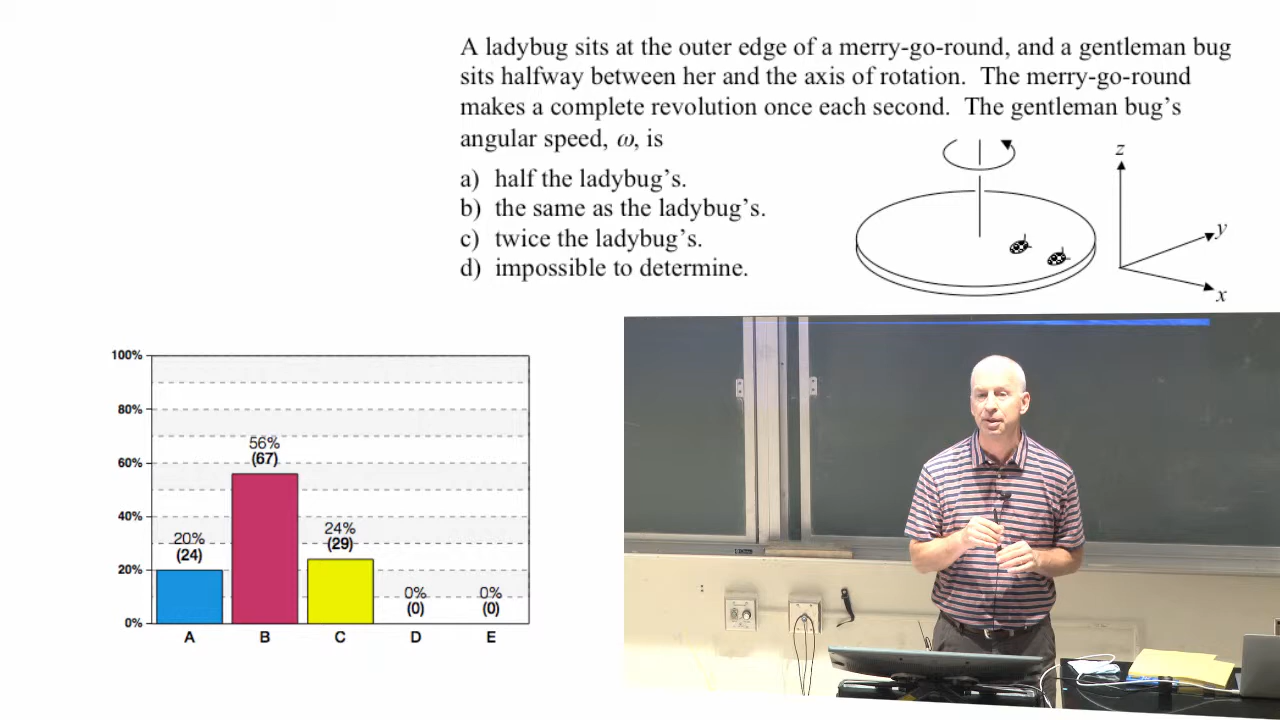 A ladybug sits at the outer edge of a merry-go-round, and a gentleman bug
sits halfway between her and the axis of rotation.  The merry-go-round
makes a complete revolution once each second.  The gentleman bug’s
angular speed, ω, is
a) half the ladybug’s.
b) the same as the ladybug’s.
c) twice the ladybug’s.
d) impossible to determine.
z
y
x
100%
80%
60%
40%
20%
0%
20%
(24)
56%
(67)
24%
(29)
0%
(0)
0%
(0)
A B C D E